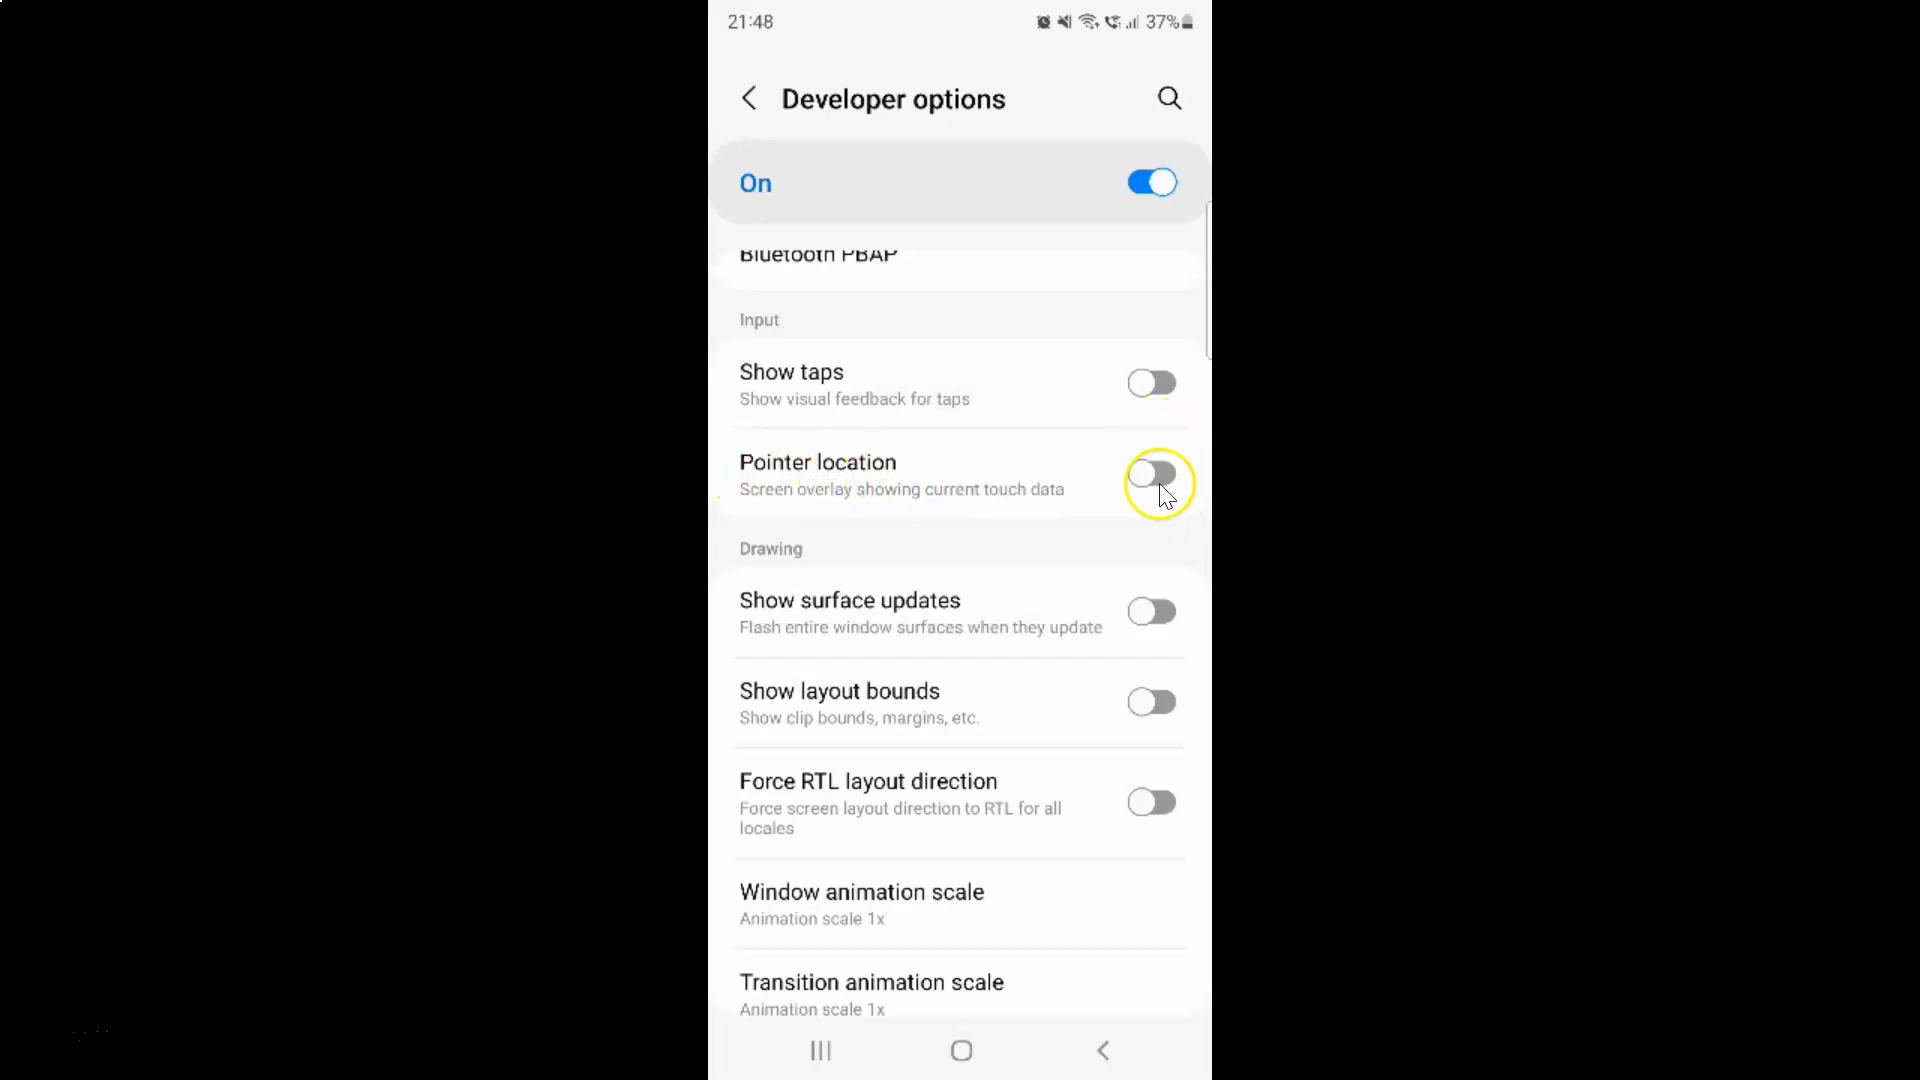 21:48
37%
Developer options
On
Bluetooth PBAP
Input
Show taps
Show visual feedback for taps
Pointer location
Screen overlay showing current touch data
Drawing
Show surface updates
Flash entire window surfaces when they update
Show layout bounds
Show clip bounds, margins, etc.
Force RTL layout direction
Force screen layout direction to RTL for all
locales
Window animation scale
Animation scale 1x
Transition animation scale
Animation scale 1x